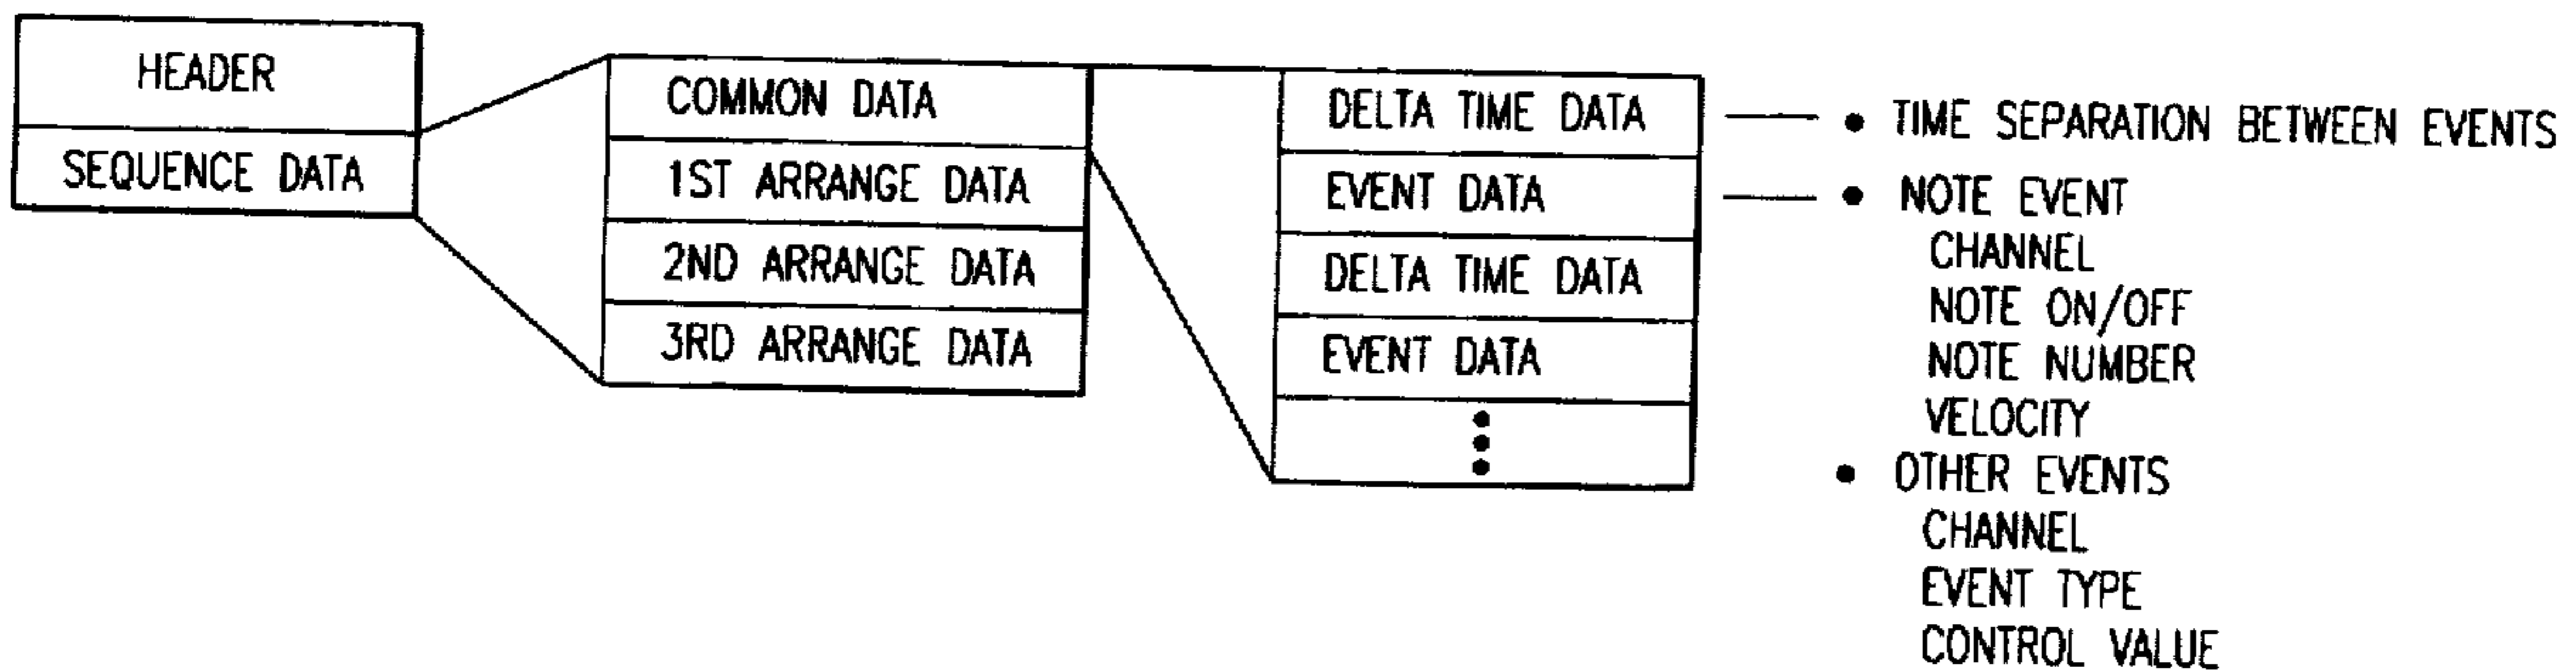 HEADER
SEQUENCE DATA
COMMON DATA
1ST ARRANGE DATA
2ND ARRANGE DATA
3RD ARRANGE DATA
DELTA TIME DATA
EVENT DATA
DELTA TIME DATA
EVENT DATA
• TIME SEPARATION BETWEEN EVENTS
• NOTE EVENT
CHANNEL
NOTE ON/OFF
NOTE NUMBER
VELOCITY
• OTHER EVENTS
CHANNEL
EVENT TYPE
CONTROL VALUE